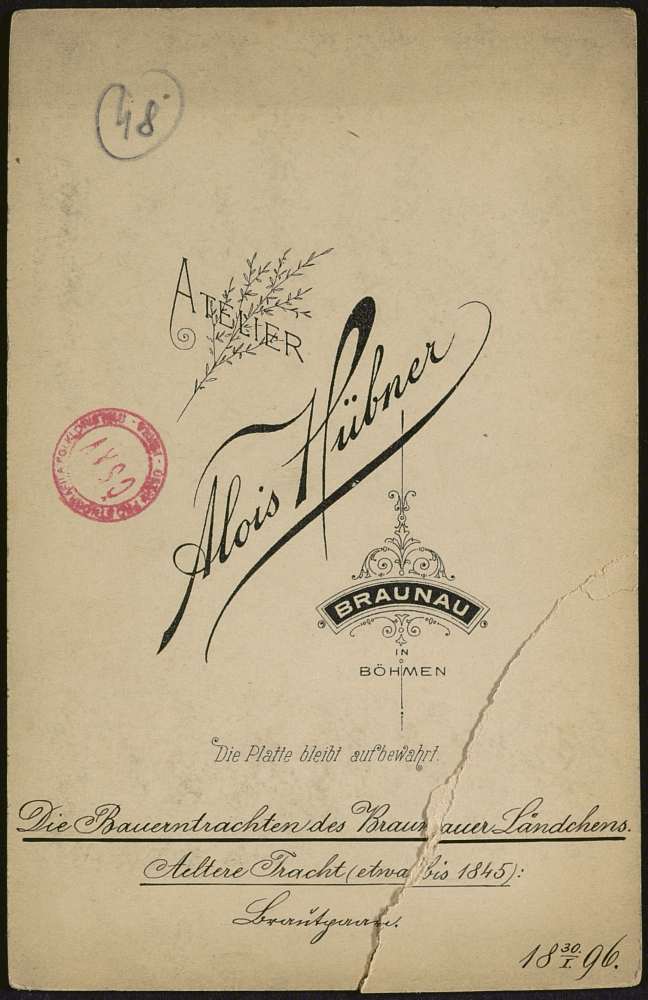 48
ATELIER
Alois Hübner
BRAUNAU
IN
BÖHMEN
Die Platte bleibt aufbewahrt.
Die Bauerntrachten des Braunauer Ländchens.
Aeltere Tracht (etwa bis 1845):
Brautpaar.
18 30./I. 96.